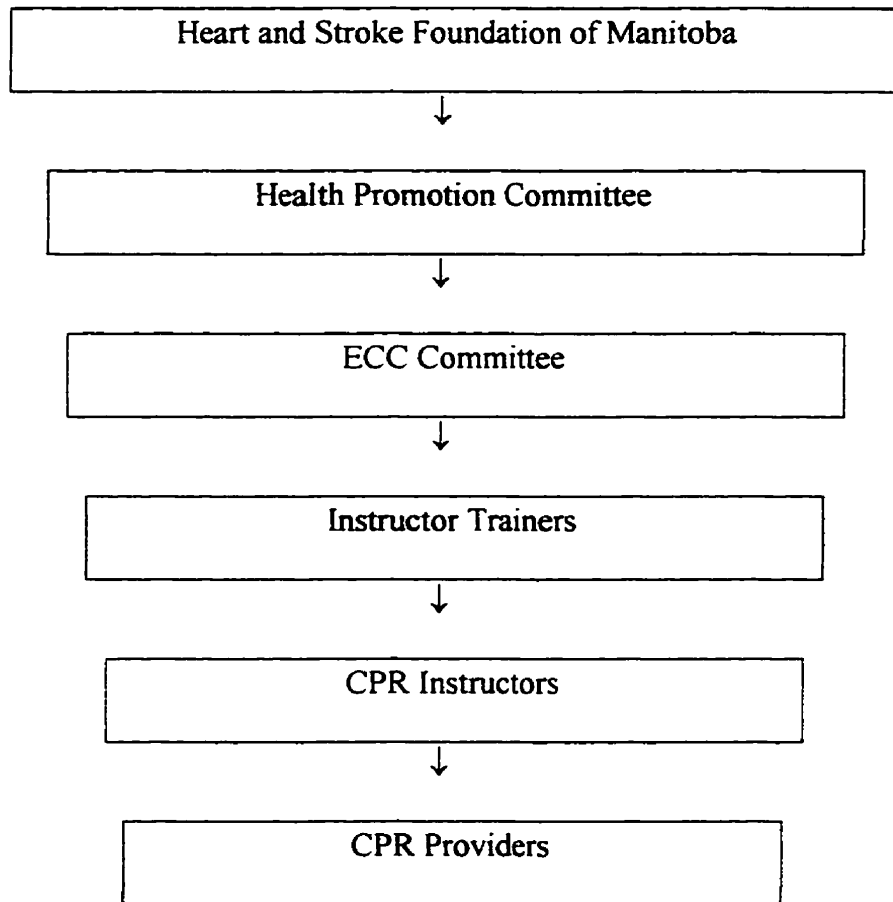 Heart and Stroke Foundation of Manitoba
↓
Health Promotion Committee
↓
ECC Committee
↓
Instructor Trainers
↓
CPR Instructors
↓
CPR Providers